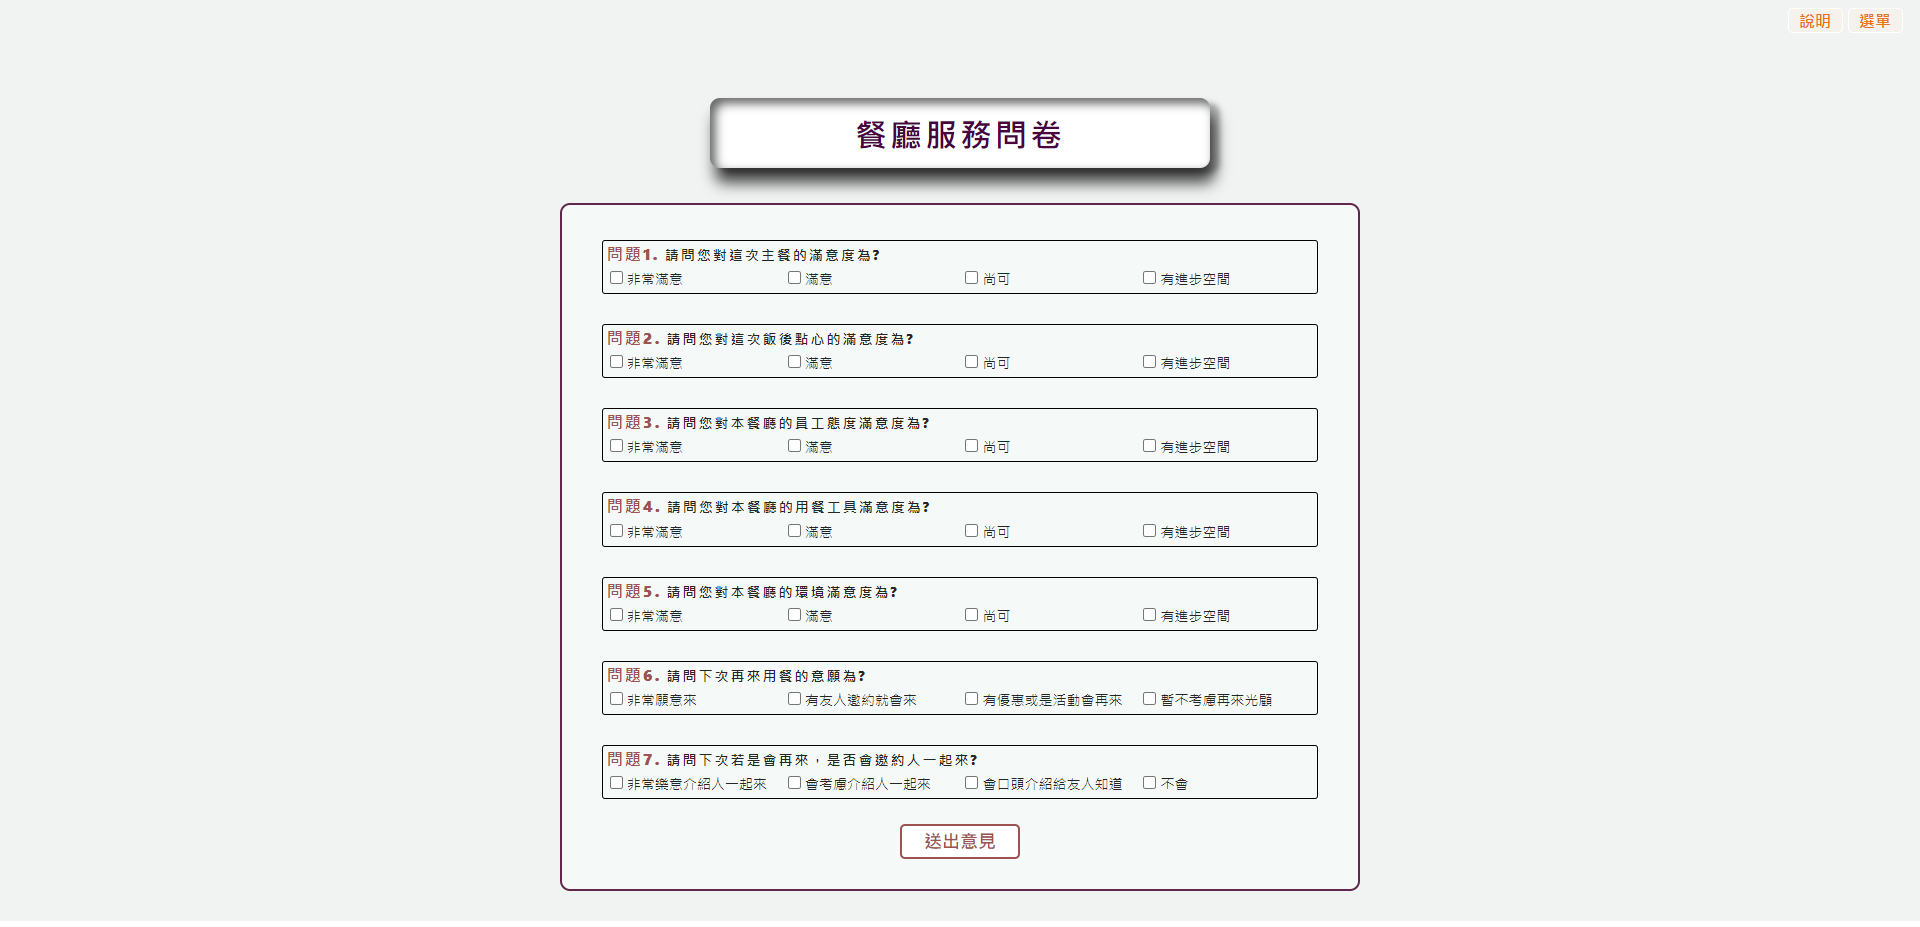 說明 選單
餐廳服務問卷
問題1. 請問您對這次主餐的滿意度為?
非常滿意 滿意 尚可 有進步空間
問題2. 請問您對這次飯後點心的滿意度為?
非常滿意 滿意 尚可 有進步空間
問題3. 請問您對本餐廳的員工態度滿意度為?
非常滿意 滿意 尚可 有進步空間
問題4. 請問您對本餐廳的用餐工具滿意度為?
非常滿意 滿意 尚可 有進步空間
問題5. 請問您對本餐廳的環境滿意度為?
非常滿意 滿意 尚可 有進步空間
問題6. 請問下次再來用餐的意願為?
非常願意來 有友人邀約就會來 有優惠或是活動會再來 暫不考慮再來光顧
問題7. 請問下次若是會再來，是否會邀約人一起來?
非常樂意介紹人一起來 會考慮介紹人一起來 會口頭介紹給友人知道 不會
送出意見